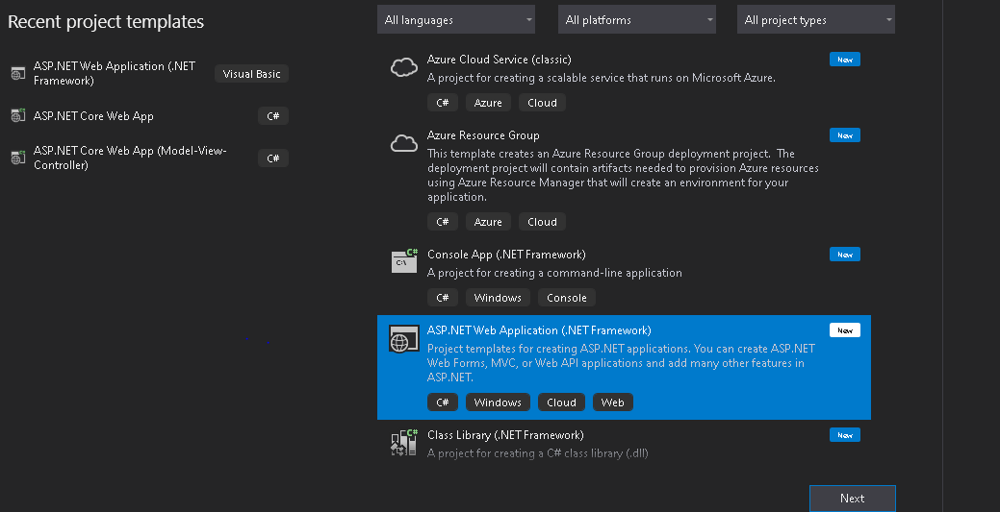 Recent project templates
ASP.NET Web Application (.NET
Framework)
Visual Basic
ASP.NET Core Web App
C#
ASP.NET Core Web App (Model-View-
Controller)
C#
All languages
All platforms
All project types
Azure Cloud Service (classic)
New
A project for creating a scalable service that runs on Microsoft Azure.
C#
Azure
Cloud
Azure Resource Group
New
This template creates an Azure Resource Group deployment project.  The
deployment project will contain artifacts needed to provision Azure resources
using Azure Resource Manager that will create an environment for your
application.
C#
Azure
Cloud
C#
C:\
Console App (.NET Framework)
New
A project for creating a command-line application
C#
Windows
Console
ASP.NET Web Application (.NET Framework)
New
Project templates for creating ASP.NET applications. You can create ASP.NET
Web Forms, MVC, or Web API applications and add many other features in
ASP.NET.
C#
Windows
Cloud
Web
C#
Class Library (.NET Framework)
New
A project for creating a C# class library (.dll)
Next